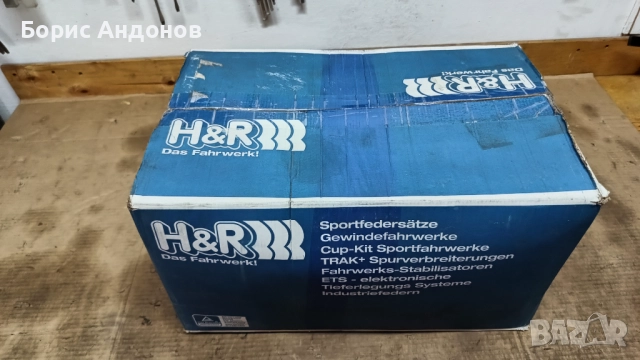 Борис Андонов
H&R
Das Fahrwerk!
H&R
Das Fahrwerk!
H&R
Das Fahrwerk!
Sportfedersätze
Gewindefahrwerke
Cup-Kit Sportfahrwerke
TRAK+ Spurverbreiterungen
Fahrwerks-Stabilisatoren
ETS - elektronische
Tieferlegungs Systeme
Industriefedern
BAZAR